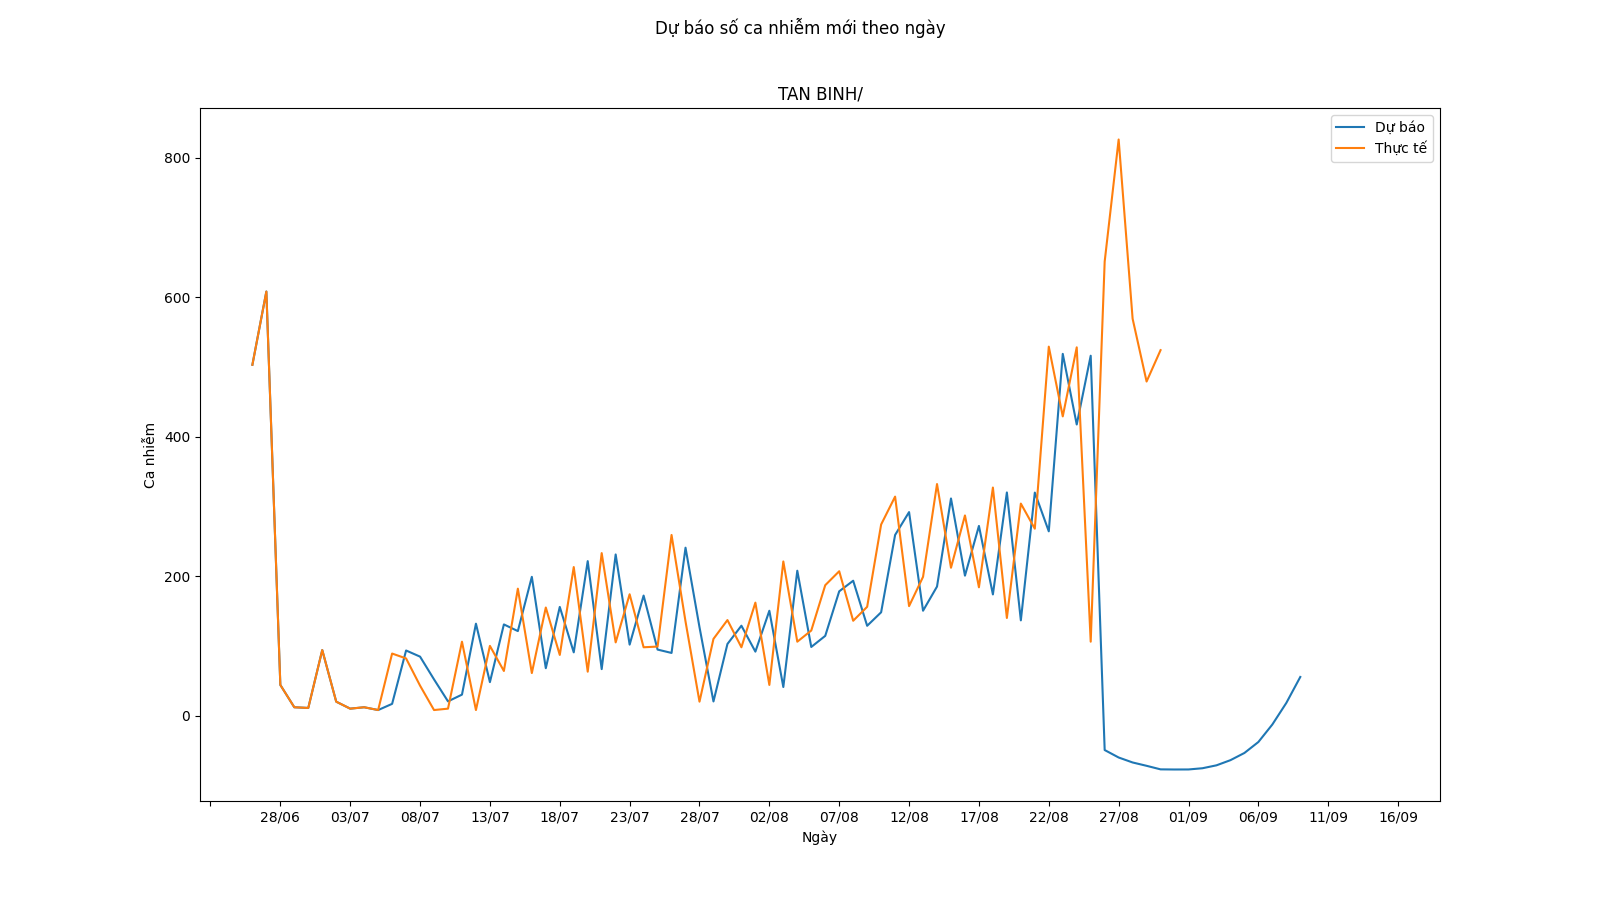 Dự báo số ca nhiễm mới theo ngày
TAN BINH/
Dự báo
Thực tế
800
600
400
200
0
Ca nhiễm
28/06 03/07 08/07 13/07 18/07 23/07 28/07 02/08 07/08 12/08 17/08 22/08 27/08 01/09 06/09 11/09 16/09
Ngày